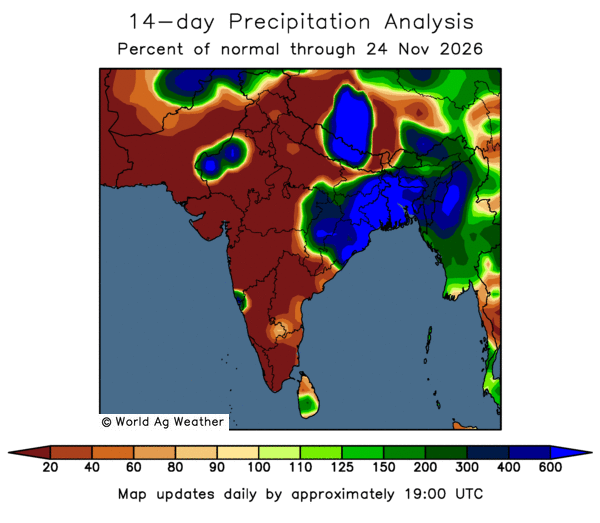 14-day Precipitation Analysis
Percent of normal through 24 Nov 2026
© World Ag Weather
20 40 60 80 90 100 110 125 150 200 300 400 600
Map updates daily by approximately 19:00 UTC